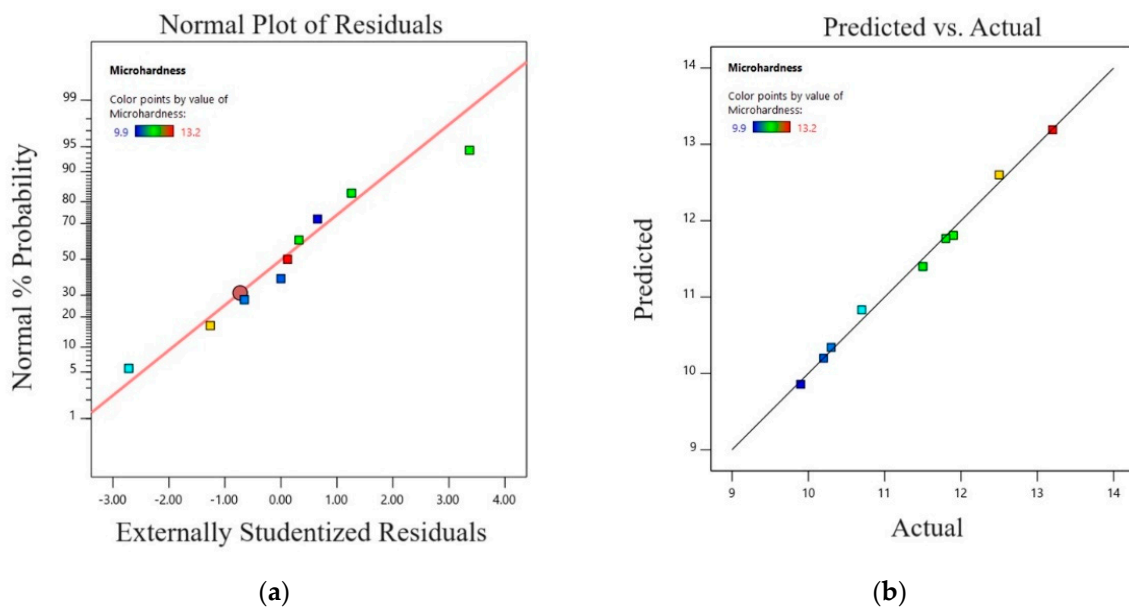 Normal Plot of Residuals
Microhardness
Color points by value of
Microhardness:
9.9 13.2
Normal % Probability
99
95
90
80
70
50
30
20
10
5
1
-3.00 -2.00 -1.00 0.00 1.00 2.00 3.00 4.00
Externally Studentized Residuals
(a)
Predicted vs. Actual
Microhardness
Color points by value of
Microhardness:
9.9 13.2
Predicted
14
13
12
11
10
9
9 10 11 12 13 14
Actual
(b)